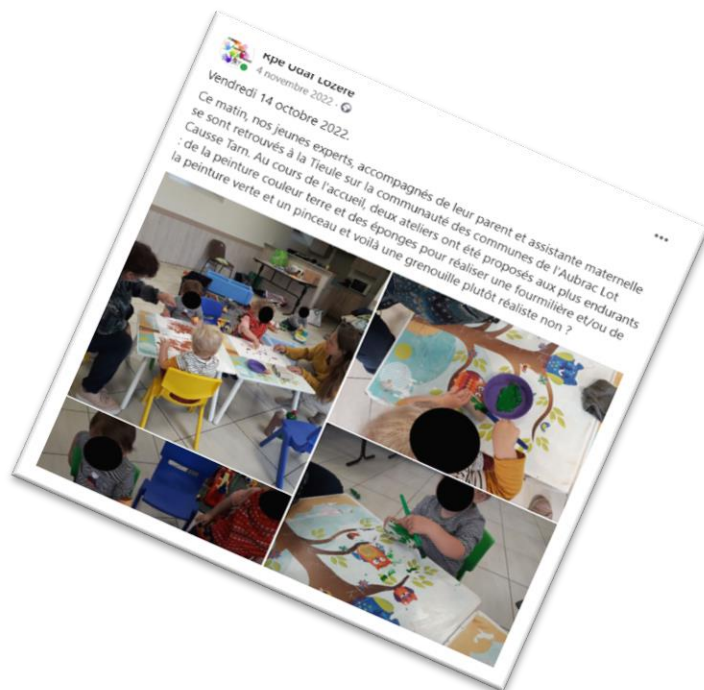 Rpe Udaf Lozère
4 novembre 2022 ·
Vendredi 14 octobre 2022.
Ce matin, nos jeunes experts, accompagnés de leur parent et assistante maternelle
se sont retrouvés à la Tieule sur la communauté des communes de l'Aubrac Lot
Causse Tarn. Au cours de l'accueil, deux ateliers ont été proposés aux plus endurants
: de la peinture couleur terre et des éponges pour réaliser une fourmilière et/ou de
la peinture verte et un pinceau et voilà une grenouille plutôt réaliste non ?